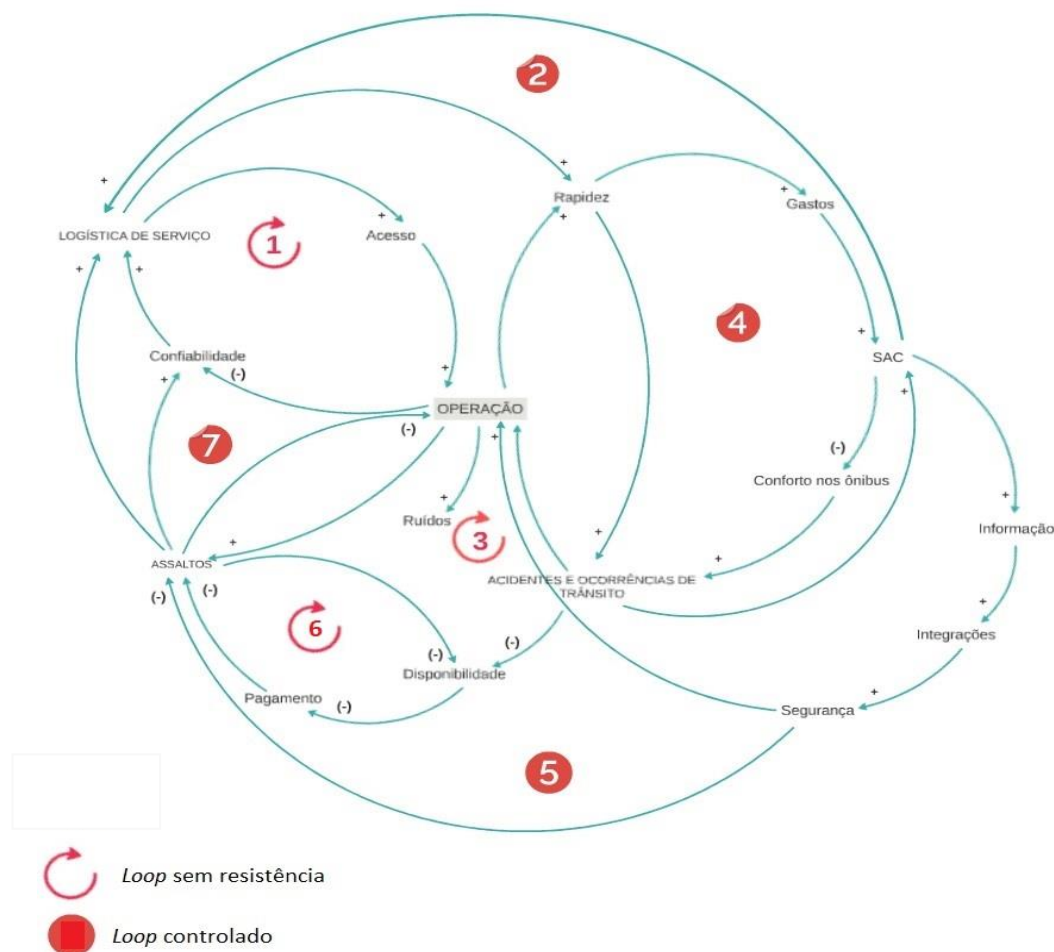 2
+
+
Rapidez
+
+
Gastos
+
LOGÍSTICA DE SERVIÇO
+
Acesso
1
+
+
4
+
SAC
+
Confiabilidade
+
(-)
+
OPERAÇÃO
(-)
+
7
(-)
Conforto nos ônibus
+
Ruídos
3
+
Informação
+
ASSALTOS
+
+
ACIDENTES E OCORRÊNCIAS DE
TRÂNSITO
(-)
(-)
+
6
(-)
(-)
Integrações
Disponibilidade
Pagamento
(-)
+
Segurança
5
Loop sem resistência
Loop controlado